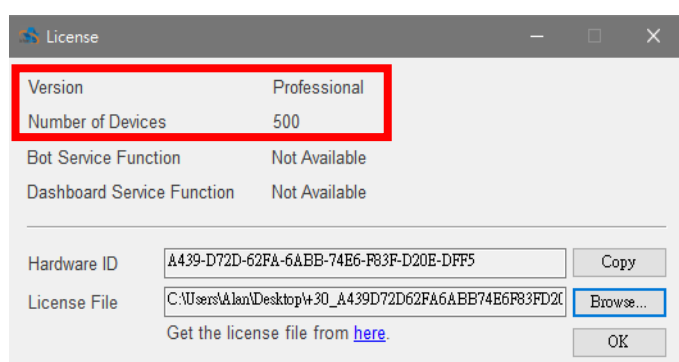 License
Version Professional
Number of Devices 500
Bot Service Function Not Available
Dashboard Service Function Not Available
Hardware ID A439-D72D-62FA-6ABB-74E6-F83F-D20E-DFF5 Copy
License File C:\Users\Alan\Desktop\+30_A439D72D62FA6ABB74E6F83FD20 Browse...
Get the license file from here.
OK